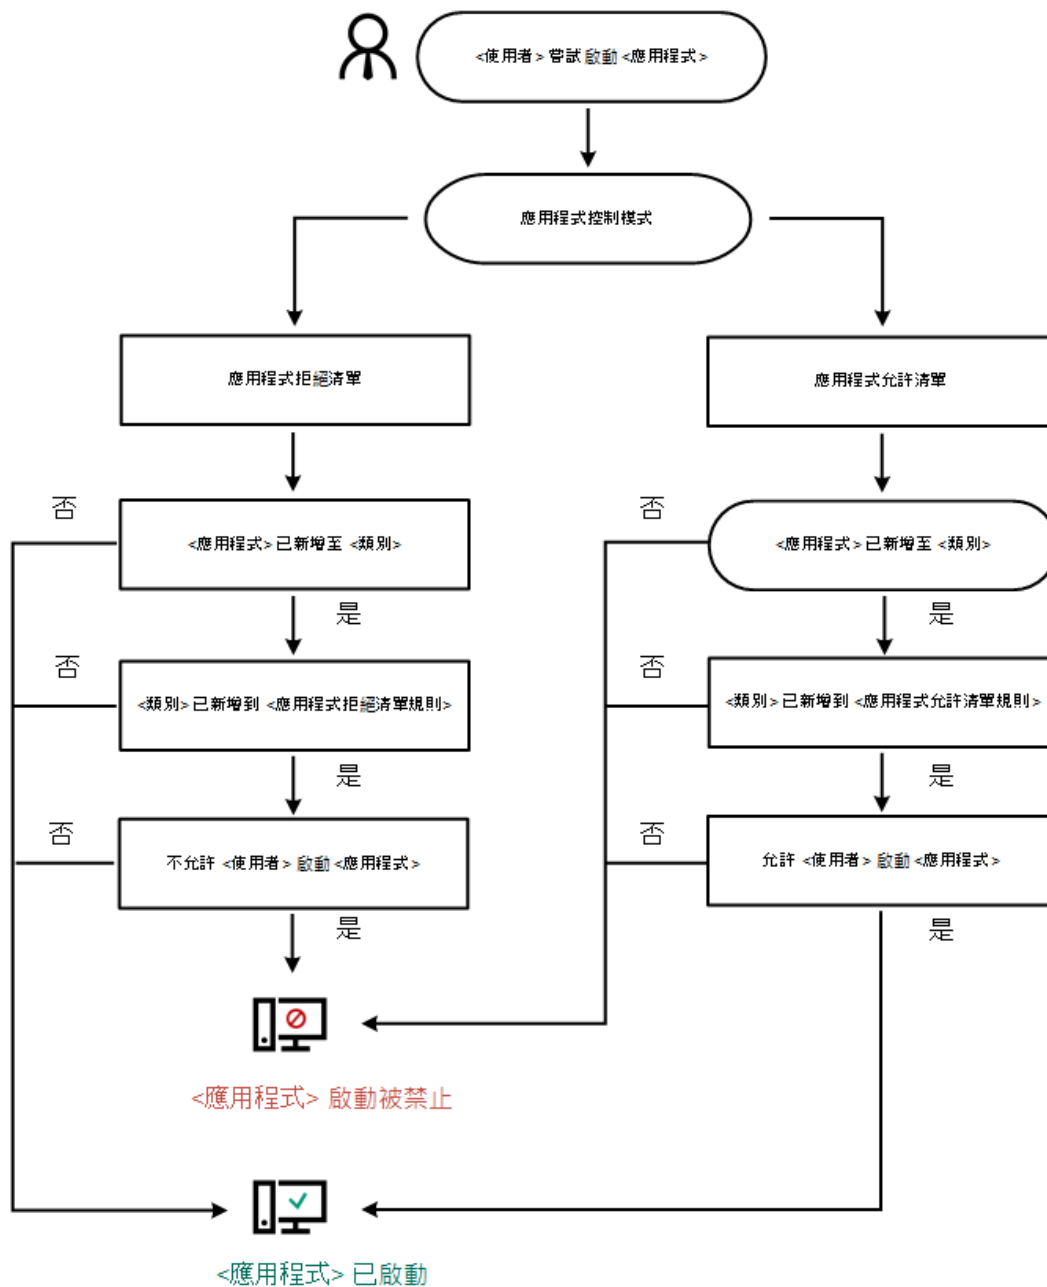 <使用者> 嘗試 啟動 <應用程式>
應用程式控制模式
應用程式拒絕清單
應用程式允許清單
否
否
<應用程式> 已新增至 <類別>
<應用程式> 已新增至 <類別>
是
是
否
否
<類別> 已新增到 <應用程式拒絕清單規則>
<類別> 已新增到 <應用程式允許清單規則>
是
是
否
否
不允許 <使用者> 啟動 <應用程式>
允許 <使用者> 啟動 <應用程式>
是
是
<應用程式> 啟動被禁止
<應用程式> 已啟動